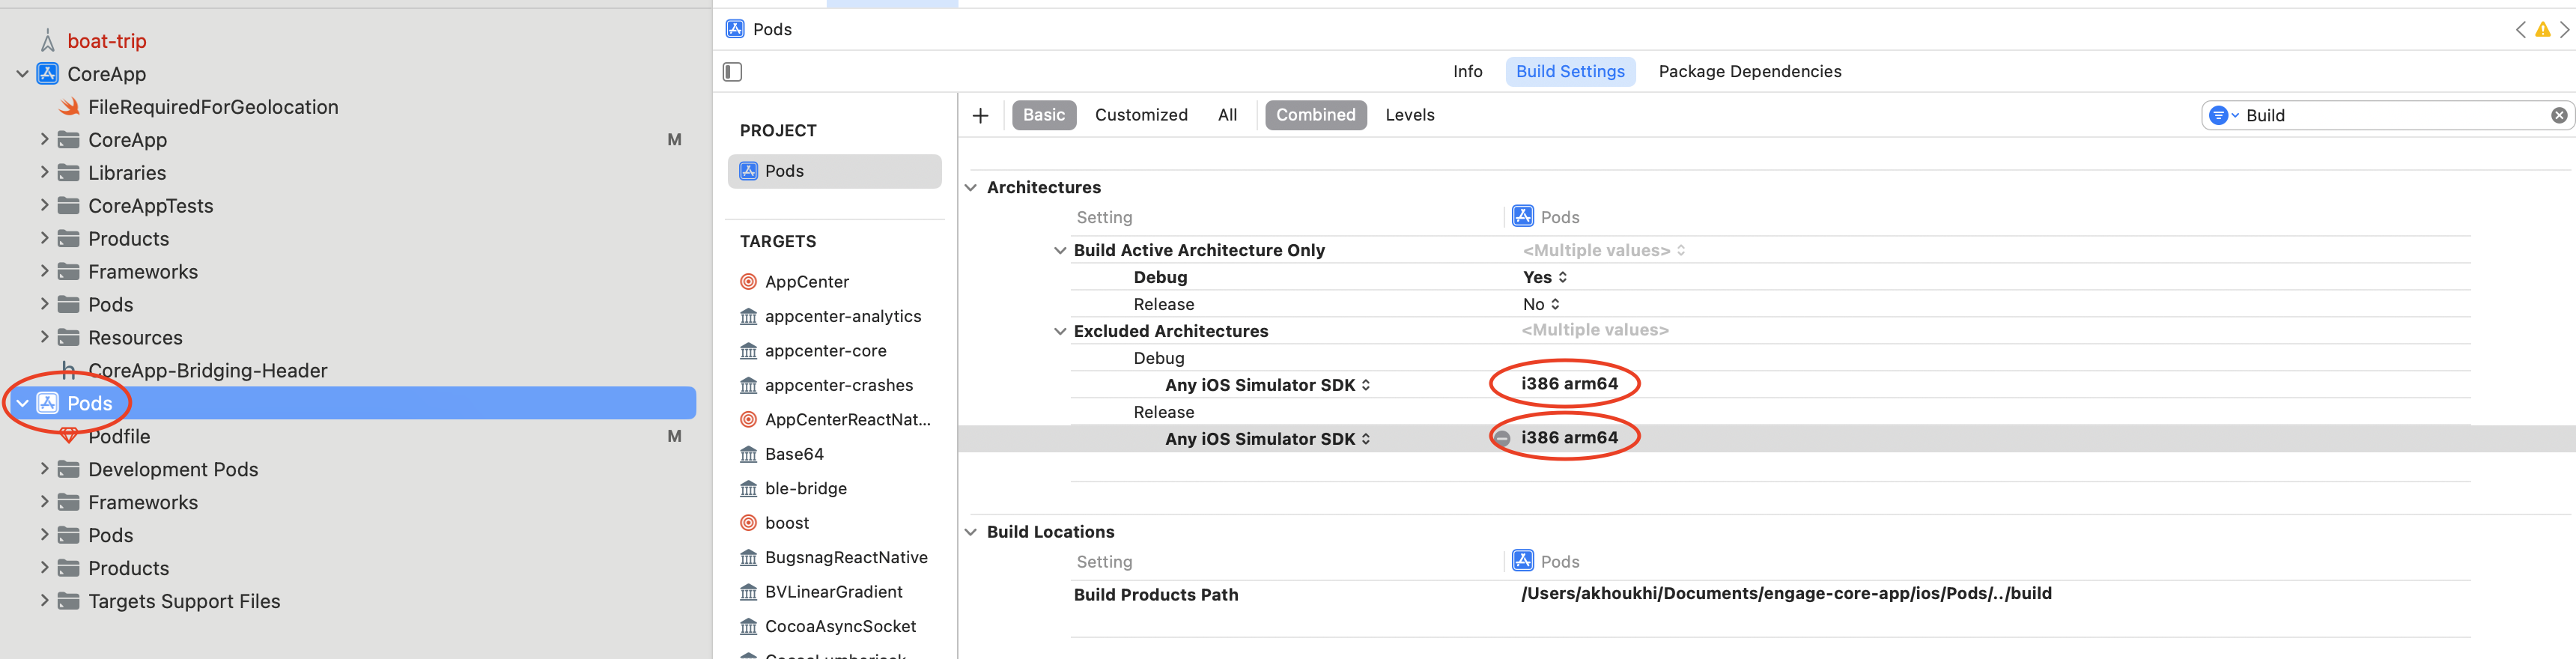 boat-trip
CoreApp
FileRequiredForGeolocation
CoreApp M
Libraries
CoreAppTests
Products
Frameworks
Pods
Resources
CoreApp-Bridging-Header
Pods
Podfile M
Development Pods
Frameworks
Pods
Products
Targets Support Files
Pods
Info Build Settings Package Dependencies
PROJECT
Pods
TARGETS
AppCenter
appcenter-analytics
appcenter-core
appcenter-crashes
AppCenterReactNat...
Base64
ble-bridge
boost
BugsnagReactNative
BVLinearGradient
CocoaAsyncSocket
CocoaLumberjack
Basic Customized All Combined Levels Build
Architectures
Setting Pods
Build Active Architecture Only <Multiple values>
Debug Yes
Release No
Excluded Architectures <Multiple values>
Debug
Any iOS Simulator SDK i386 arm64
Release
Any iOS Simulator SDK i386 arm64
Build Locations
Setting Pods
Build Products Path /Users/akhoukhi/Documents/engage-core-app/ios/Pods/../build